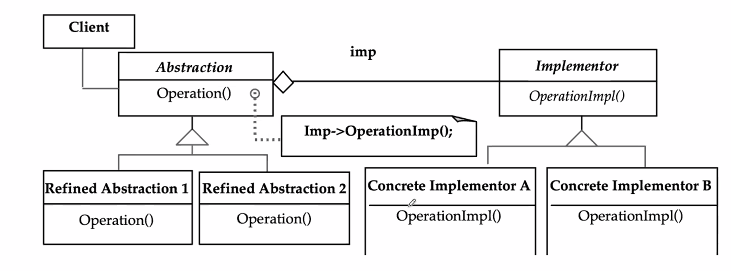 Client
imp
Abstraction
Operation()
Implementor
OperationImpl()
Imp->OperationImp();
Refined Abstraction 1
Operation()
Refined Abstraction 2
Operation()
Concrete Implementor A
OperationImpl()
Concrete Implementor B
OperationImpl()